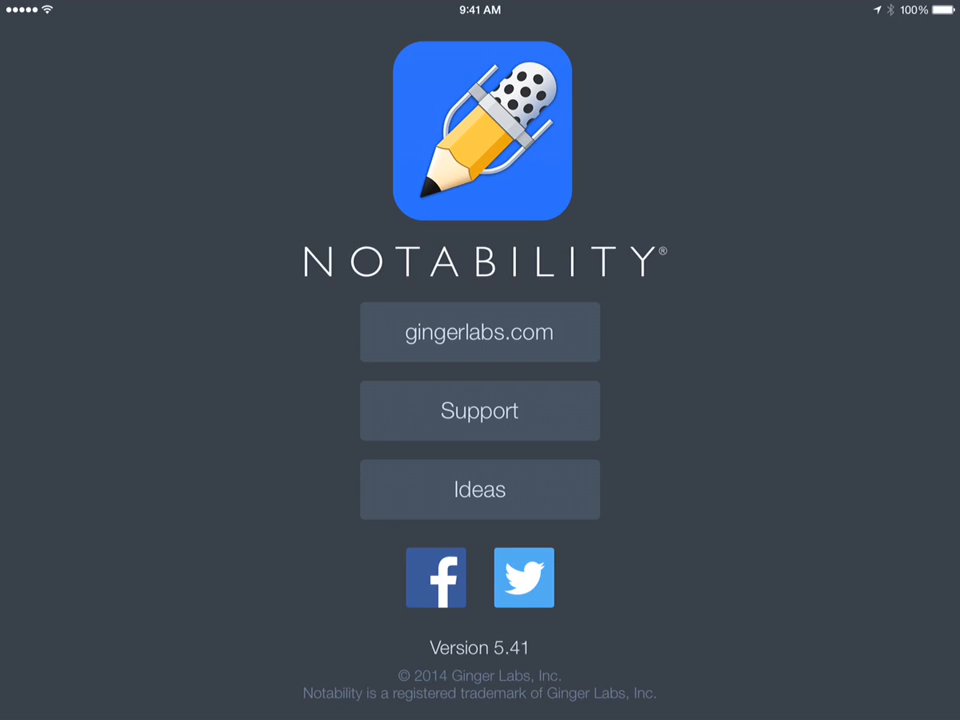 9:41 AM
100%
NOTABILITY®
gingerlabs.com
Support
Ideas
Version 5.41
© 2014 Ginger Labs, Inc.
Notability is a registered trademark of Ginger Labs, Inc.